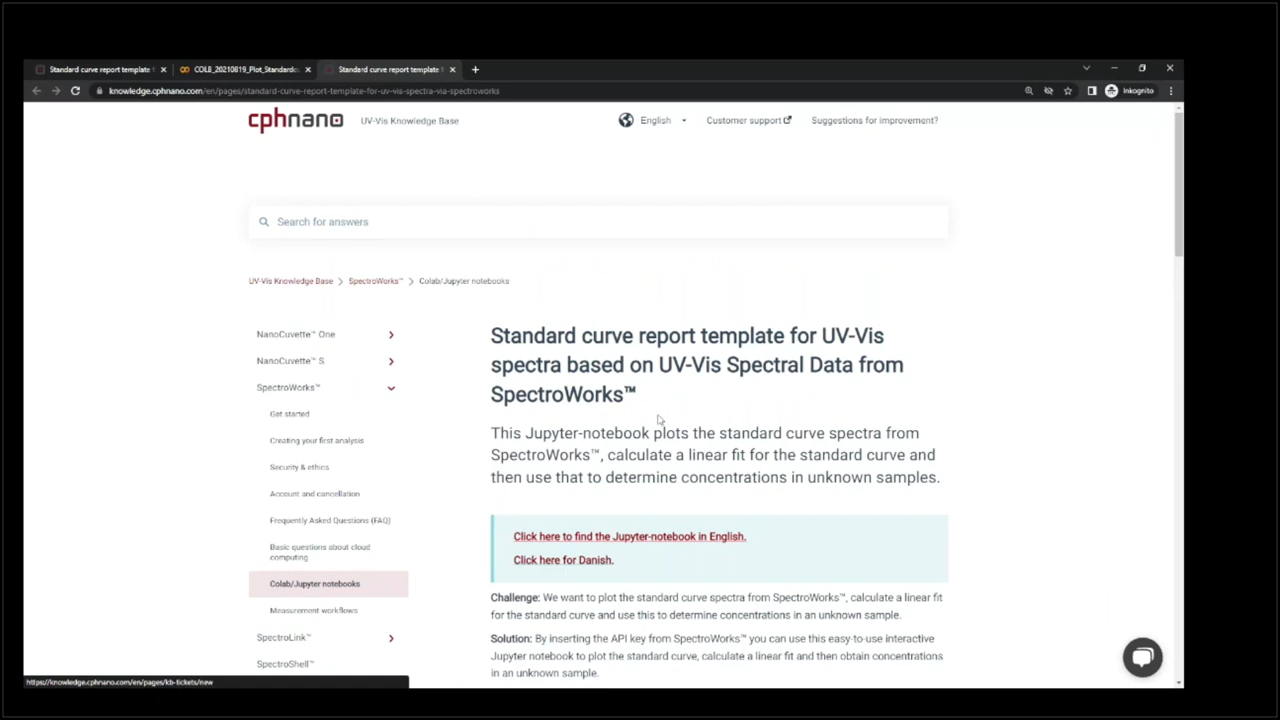 Standard curve report template f
COLB_20210819_Plot_Standardc
Standard curve report template f
knowledge.cphnano.com/en/pages/standard-curve-report-template-for-uv-vis-spectra-via-spectroworks
Inkognito
cphnano
UV-Vis Knowledge Base
English
Customer support
Suggestions for improvement?
Search for answers
UV-Vis Knowledge Base > SpectroWorks™ > Colab/Jupyter notebooks
NanoCuvette™ One
NanoCuvette™ S
SpectroWorks™
Get started
Creating your first analysis
Security & ethics
Account and cancellation
Frequently Asked Questions (FAQ)
Basic questions about cloud
computing
Colab/Jupyter notebooks
Measurement workflows
SpectroLink™
SpectroShell™
Standard curve report template for UV-Vis
spectra based on UV-Vis Spectral Data from
SpectroWorks™
This Jupyter-notebook plots the standard curve spectra from
SpectroWorks™, calculate a linear fit for the standard curve and
then use that to determine concentrations in unknown samples.
Click here to find the Jupyter-notebook in English.
Click here for Danish.
Challenge: We want to plot the standard curve spectra from SpectroWorks™, calculate a linear fit
for the standard curve and use this to determine concentrations in an unknown sample.
Solution: By inserting the API key from SpectroWorks™ you can use this easy-to-use interactive
Jupyter notebook to plot the standard curve, calculate a linear fit and then obtain concentrations
in an unknown sample.
https://knowledge.cphnano.com/en/pages/kb-tickets/new